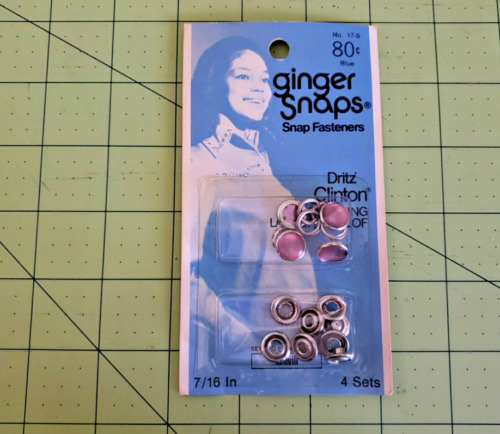 No. 17-6
80¢
Blue
ginger
Snaps®
Snap Fasteners
Dritz
Clinton®
7/16 In
4 Sets